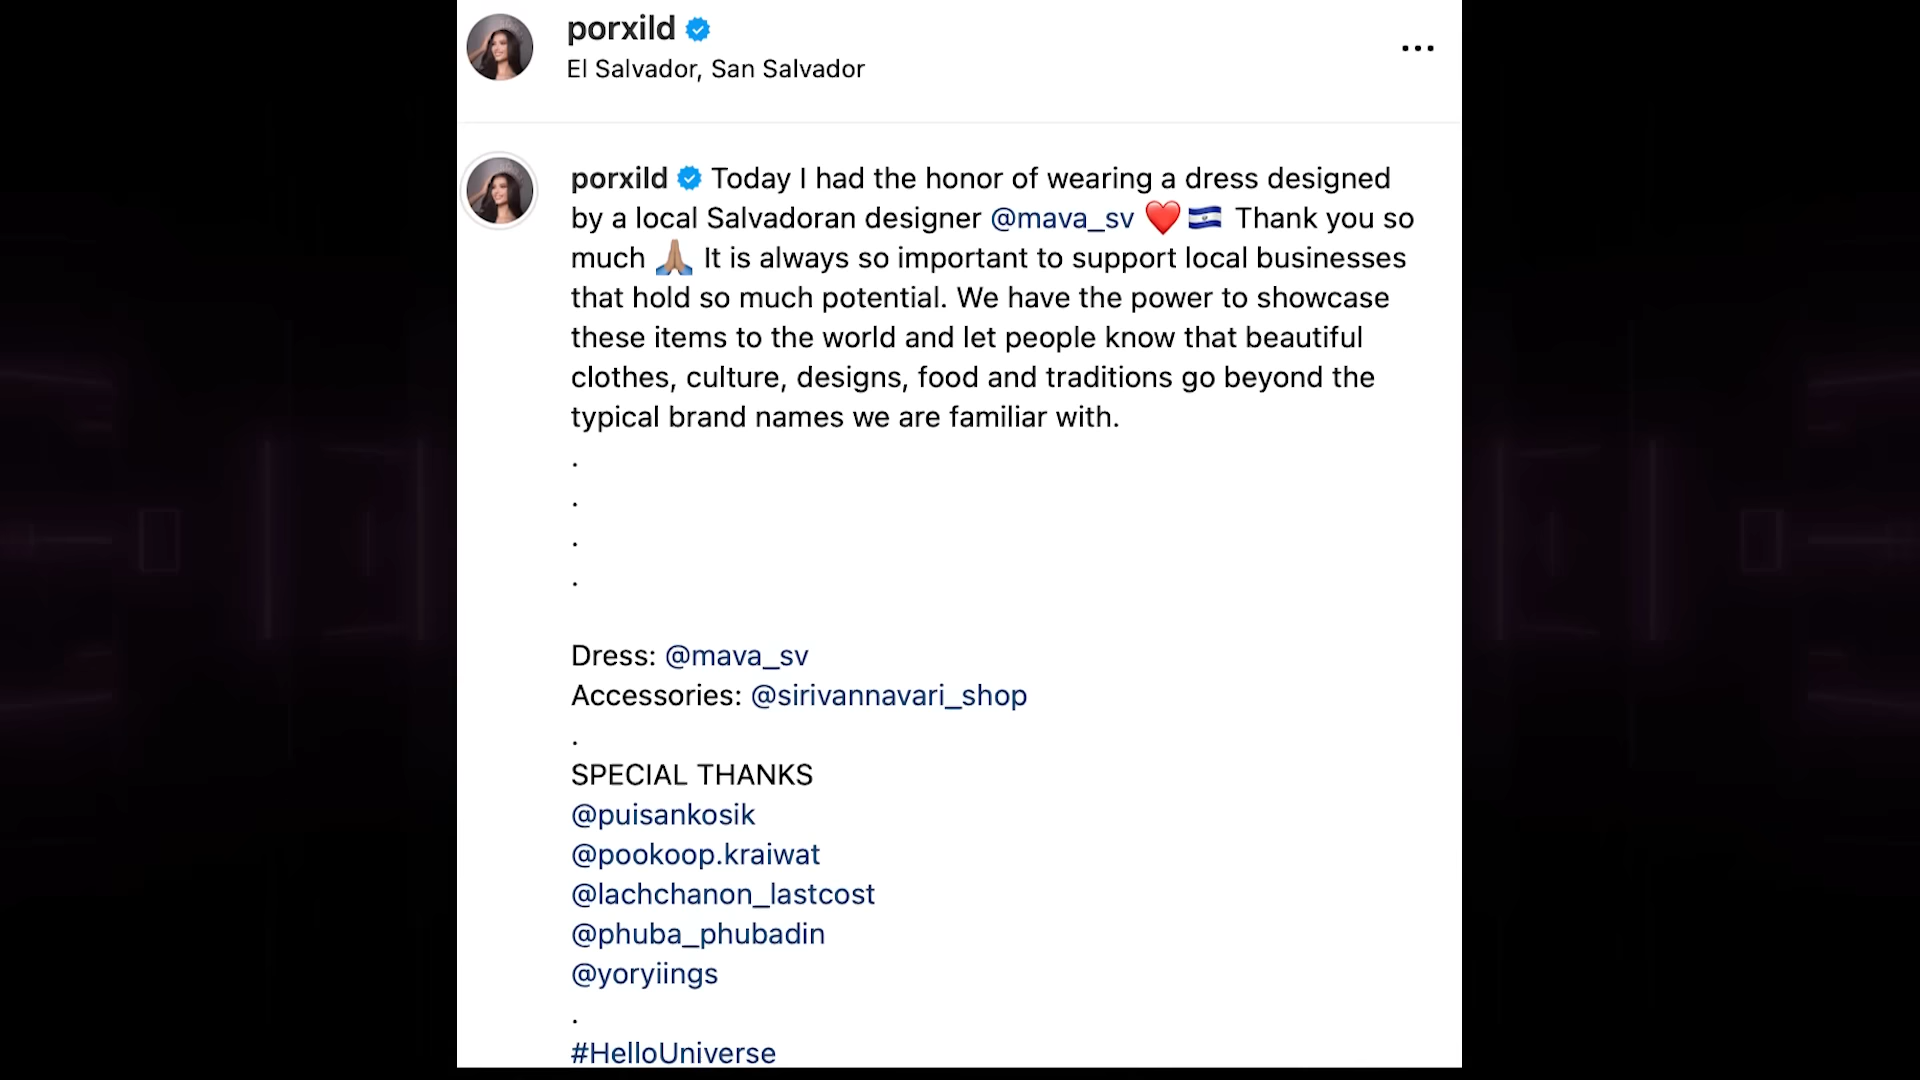 porxild
El Salvador, San Salvador
porxild Today I had the honor of wearing a dress designed
by a local Salvadoran designer @mava_sv ❤️🇸🇻 Thank you so
much 🙏🏽 It is always so important to support local businesses
that hold so much potential. We have the power to showcase
these items to the world and let people know that beautiful
clothes, culture, designs, food and traditions go beyond the
typical brand names we are familiar with.
.
.
.
.
Dress: @mava_sv
Accessories: @sirivannavari_shop
.
SPECIAL THANKS
@puisankosik
@pookoop.kraiwat
@lachchanon_lastcost
@phuba_phubadin
@yoryiings
.
#HelloUniverse